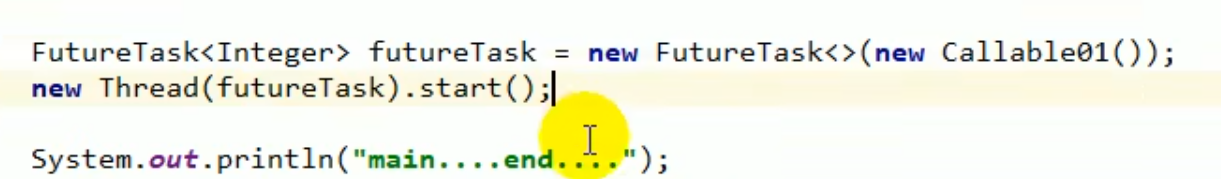 FutureTask<Integer> futureTask = new FutureTask<>(new Callable01());
new Thread(futureTask).start();
System.out.println("main....end....");